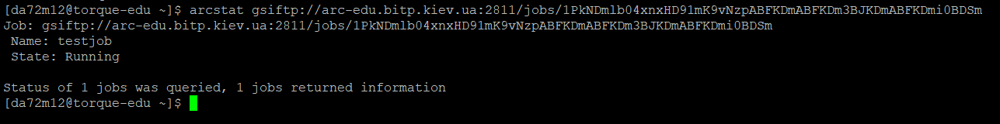 [da72m12@torque-edu ~]$ arcstat gsiftp://arc-edu.bitp.kiev.ua:2811/jobs/1PkNDmlb04xnxHD91mK9vNzpABFKDmABFKDm3BJKDmABFKDmi0BDSm
Job: gsiftp://arc-edu.bitp.kiev.ua:2811/jobs/1PkNDmlb04xnxHD91mK9vNzpABFKDmABFKDm3BJKDmABFKDmi0BDSm
 Name: testjob
 State: Running

Status of 1 jobs was queried, 1 jobs returned information
[da72m12@torque-edu ~]$